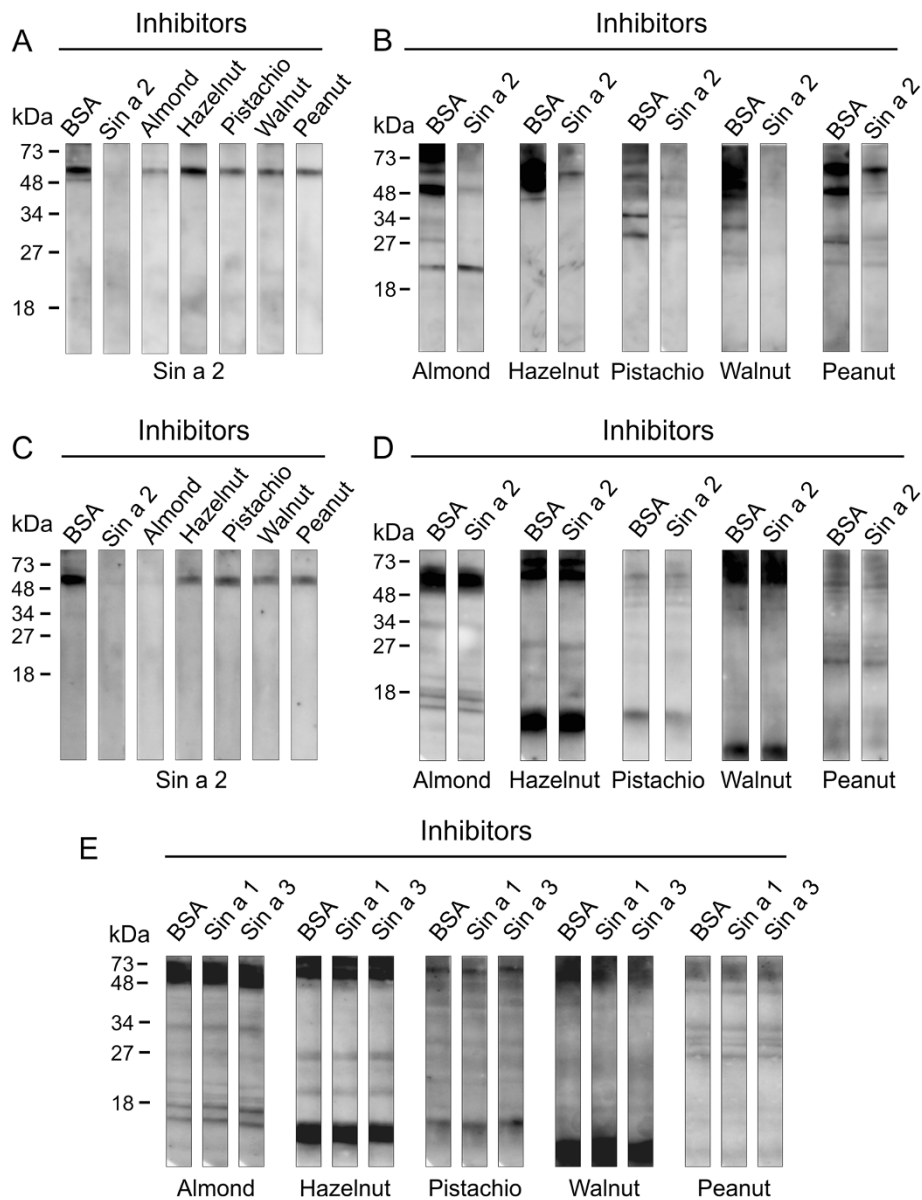 A
Inhibitors
kDa
BSA
Sin a 2
Almond
Hazelnut
Pistachio
Walnut
Peanut
73
48
34
27
18
Sin a 2
B
Inhibitors
kDa
BSA
Sin a 2
BSA
Sin a 2
BSA
Sin a 2
BSA
Sin a 2
BSA
Sin a 2
73
48
34
27
18
Almond
Hazelnut
Pistachio
Walnut
Peanut
C
Inhibitors
kDa
BSA
Sin a 2
Almond
Hazelnut
Pistachio
Walnut
Peanut
73
48
34
27
18
Sin a 2
D
Inhibitors
kDa
BSA
Sin a 2
BSA
Sin a 2
BSA
Sin a 2
BSA
Sin a 2
BSA
Sin a 2
73
48
34
27
18
Almond
Hazelnut
Pistachio
Walnut
Peanut
E
Inhibitors
kDa
BSA
Sin a 1
Sin a 3
BSA
Sin a 1
Sin a 3
BSA
Sin a 1
Sin a 3
BSA
Sin a 1
Sin a 3
BSA
Sin a 1
Sin a 3
73
48
34
27
18
Almond
Hazelnut
Pistachio
Walnut
Peanut